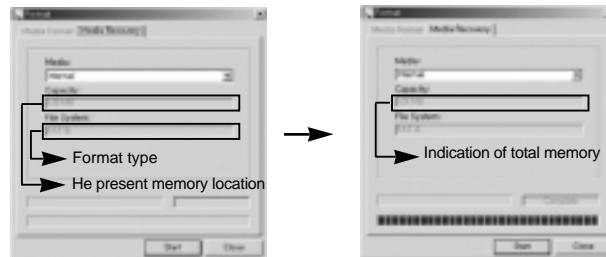 Format
Media Format Media Recovery
Media:
Internal
Capacity:
File System:
Format type
He present memory location
Start Close
Format
Media Format Media Recovery
Media:
Internal
Capacity:
File System:
Indication of total memory
Complete
Start Close